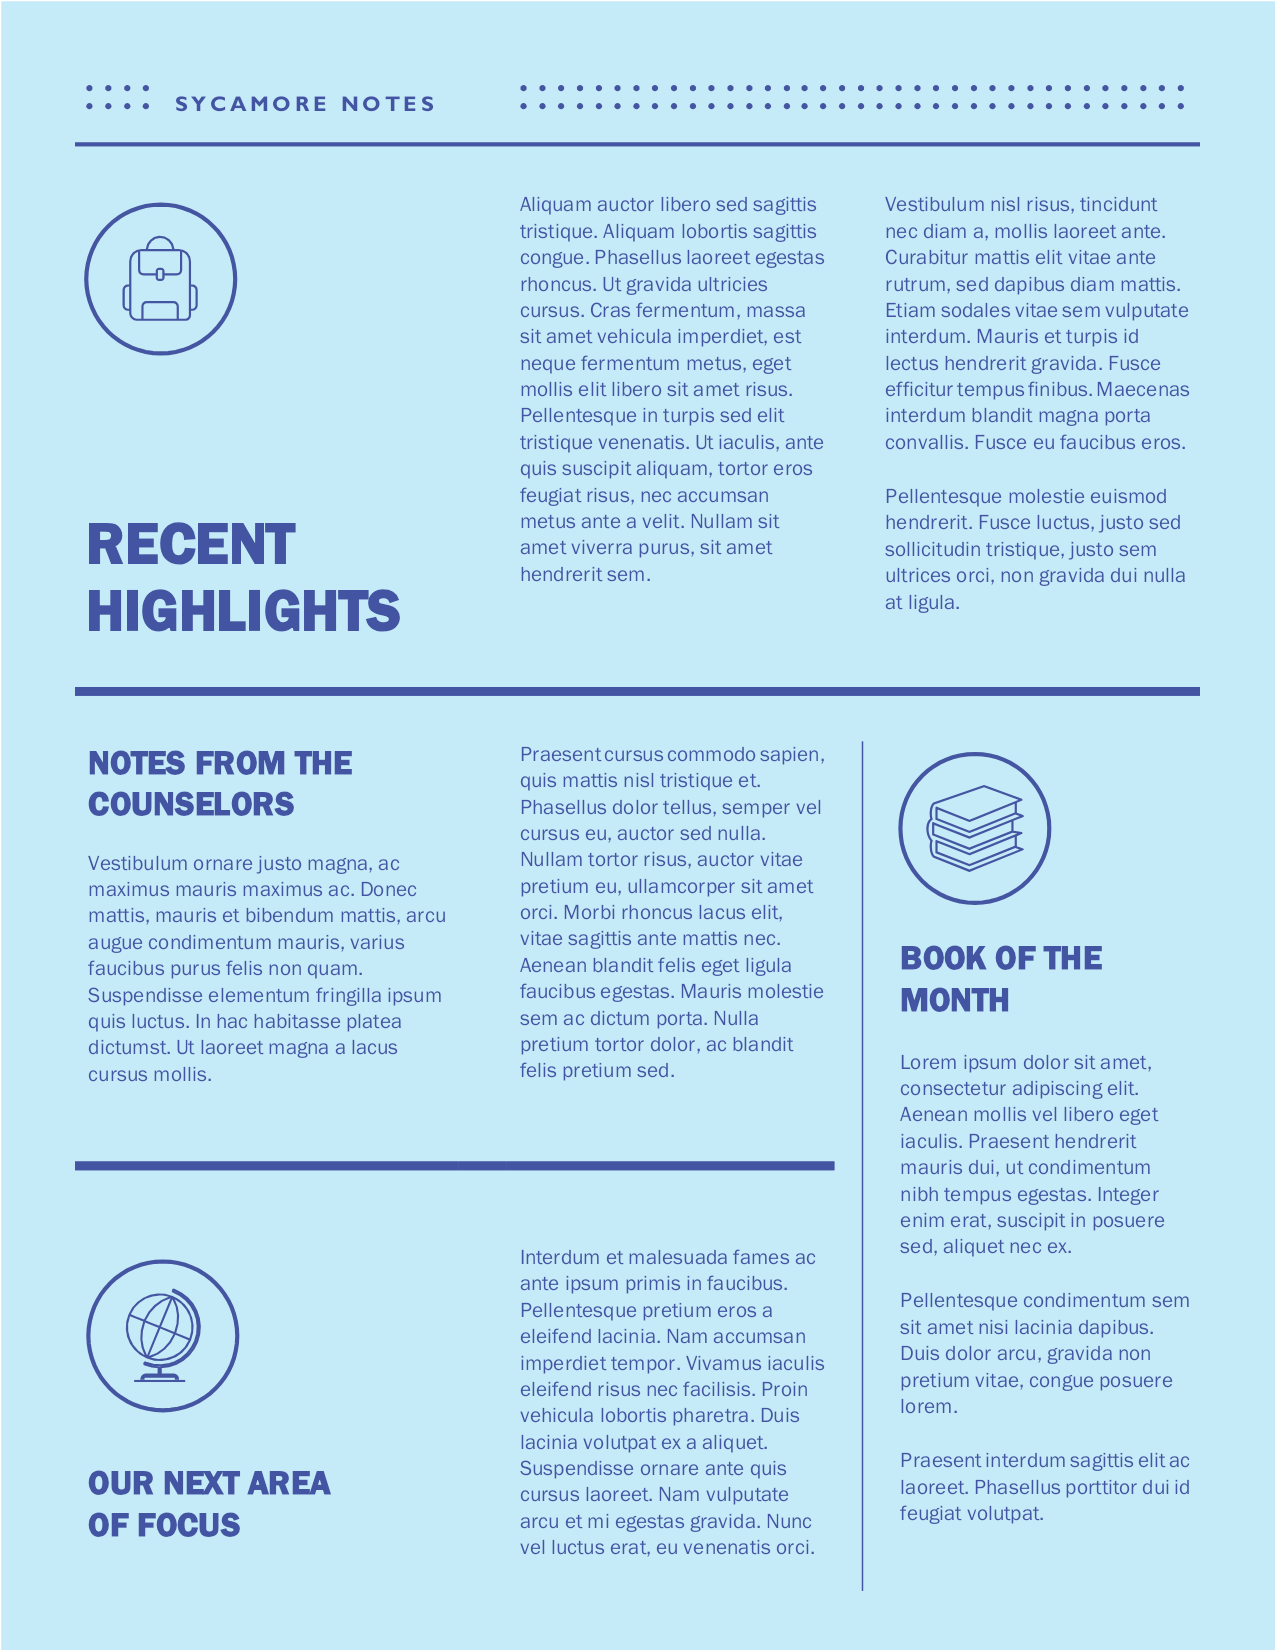 SYCAMORE NOTES
RECENT
HIGHLIGHTS
Aliquam auctor libero sed sagittis
tristique. Aliquam lobortis sagittis
congue. Phasellus laoreet egestas
rhoncus. Ut gravida ultricies
cursus. Cras fermentum, massa
sit amet vehicula imperdiet, est
neque fermentum metus, eget
mollis elit libero sit amet risus.
Pellentesque in turpis sed elit
tristique venenatis. Ut iaculis, ante
quis suscipit aliquam, tortor eros
feugiat risus, nec accumsan
metus ante a velit. Nullam sit
amet viverra purus, sit amet
hendrerit sem.
Vestibulum nisl risus, tincidunt
nec diam a, mollis laoreet ante.
Curabitur mattis elit vitae ante
rutrum, sed dapibus diam mattis.
Etiam sodales vitae sem vulputate
interdum. Mauris et turpis id
lectus hendrerit gravida. Fusce
efficitur tempus finibus. Maecenas
interdum blandit magna porta
convallis. Fusce eu faucibus eros.
Pellentesque molestie euismod
hendrerit. Fusce luctus, justo sed
sollicitudin tristique, justo sem
ultrices orci, non gravida dui nulla
at ligula.
NOTES FROM THE
COUNSELORS
Vestibulum ornare justo magna, ac
maximus mauris maximus ac. Donec
mattis, mauris et bibendum mattis, arcu
augue condimentum mauris, varius
faucibus purus felis non quam.
Suspendisse elementum fringilla ipsum
quis luctus. In hac habitasse platea
dictumst. Ut laoreet magna a lacus
cursus mollis.
Praesent cursus commodo sapien,
quis mattis nisl tristique et.
Phasellus dolor tellus, semper vel
cursus eu, auctor sed nulla.
Nullam tortor risus, auctor vitae
pretium eu, ullamcorper sit amet
orci. Morbi rhoncus lacus elit,
vitae sagittis ante mattis nec.
Aenean blandit felis eget ligula
faucibus egestas. Mauris molestie
sem ac dictum porta. Nulla
pretium tortor dolor, ac blandit
felis pretium sed.
OUR NEXT AREA
OF FOCUS
Interdum et malesuada fames ac
ante ipsum primis in faucibus.
Pellentesque pretium eros a
eleifend lacinia. Nam accumsan
imperdiet tempor. Vivamus iaculis
eleifend risus nec facilisis. Proin
vehicula lobortis pharetra. Duis
lacinia volutpat ex a aliquet.
Suspendisse ornare ante quis
cursus laoreet. Nam vulputate
arcu et mi egestas gravida. Nunc
vel luctus erat, eu venenatis orci.
BOOK OF THE
MONTH
Lorem ipsum dolor sit amet,
consectetur adipiscing elit.
Aenean mollis vel libero eget
iaculis. Praesent hendrerit
mauris dui, ut condimentum
nibh tempus egestas. Integer
enim erat, suscipit in posuere
sed, aliquet nec ex.
Pellentesque condimentum sem
sit amet nisi lacinia dapibus.
Duis dolor arcu, gravida non
pretium vitae, congue posuere
lorem.
Praesent interdum sagittis elit ac
laoreet. Phasellus porttitor dui id
feugiat volutpat.